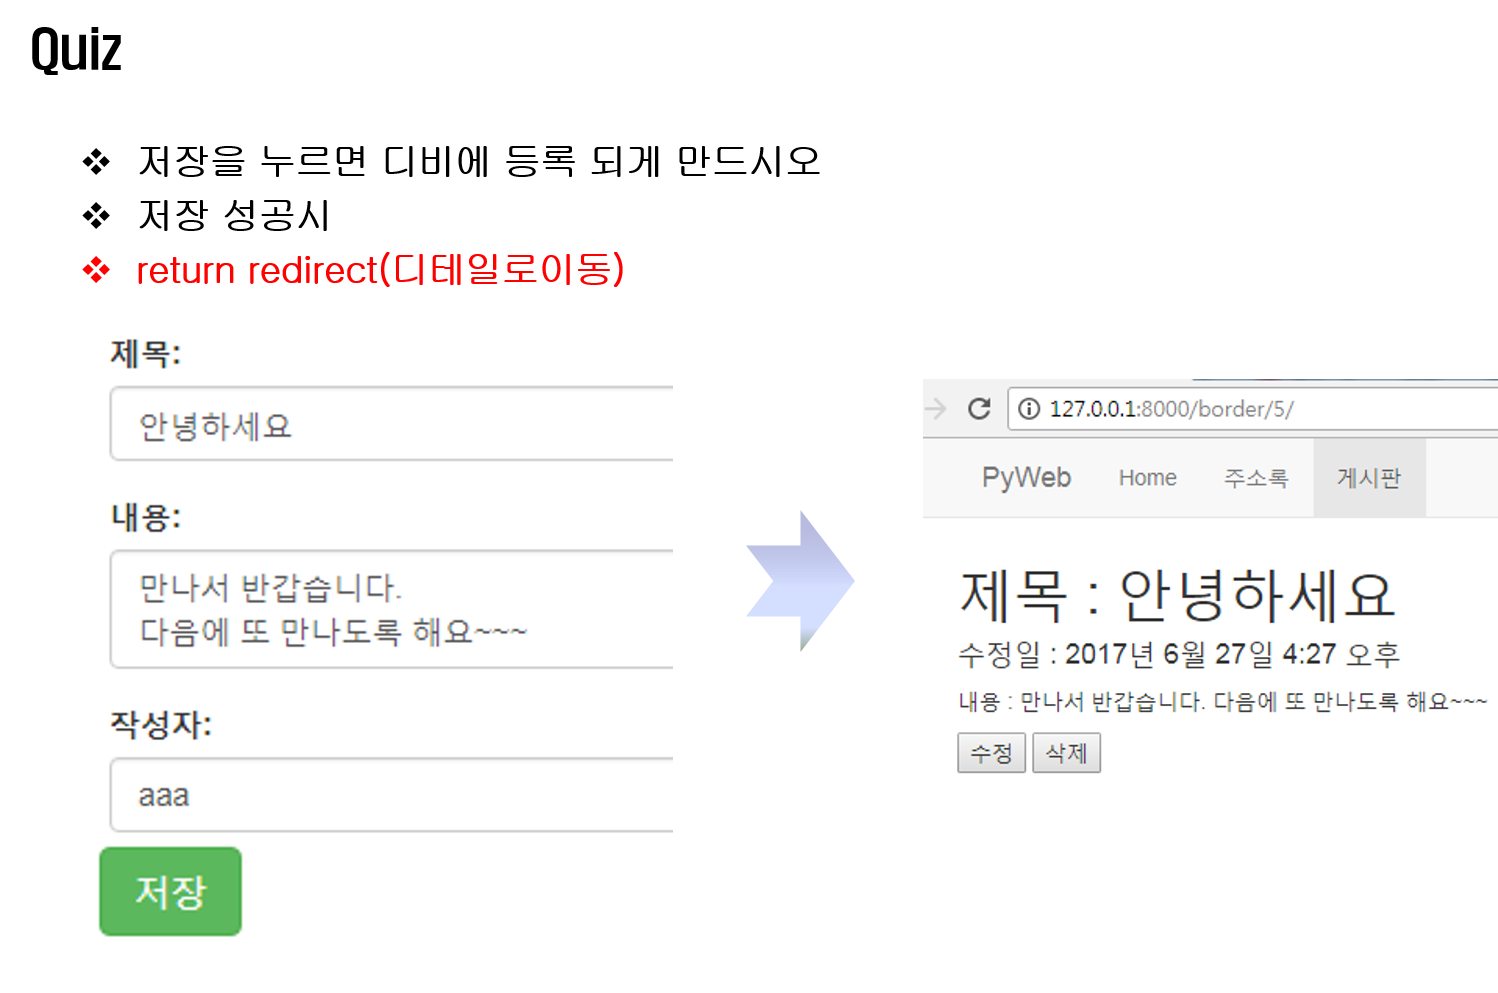 Quiz
저장을 누르면 디비에 등록 되게 만드시오
저장 성공시
return redirect(디테일로이동)
제목:
안녕하세요
내용:
만나서 반갑습니다.
다음에 또 만나도록 해요~~~
작성자:
aaa
저장
127.0.0.1:8000/border/5/
PyWeb Home 주소록 게시판
제목 : 안녕하세요
수정일 : 2017년 6월 27일 4:27 오후
내용 : 만나서 반갑습니다. 다음에 또 만나도록 해요~~~
수정 삭제